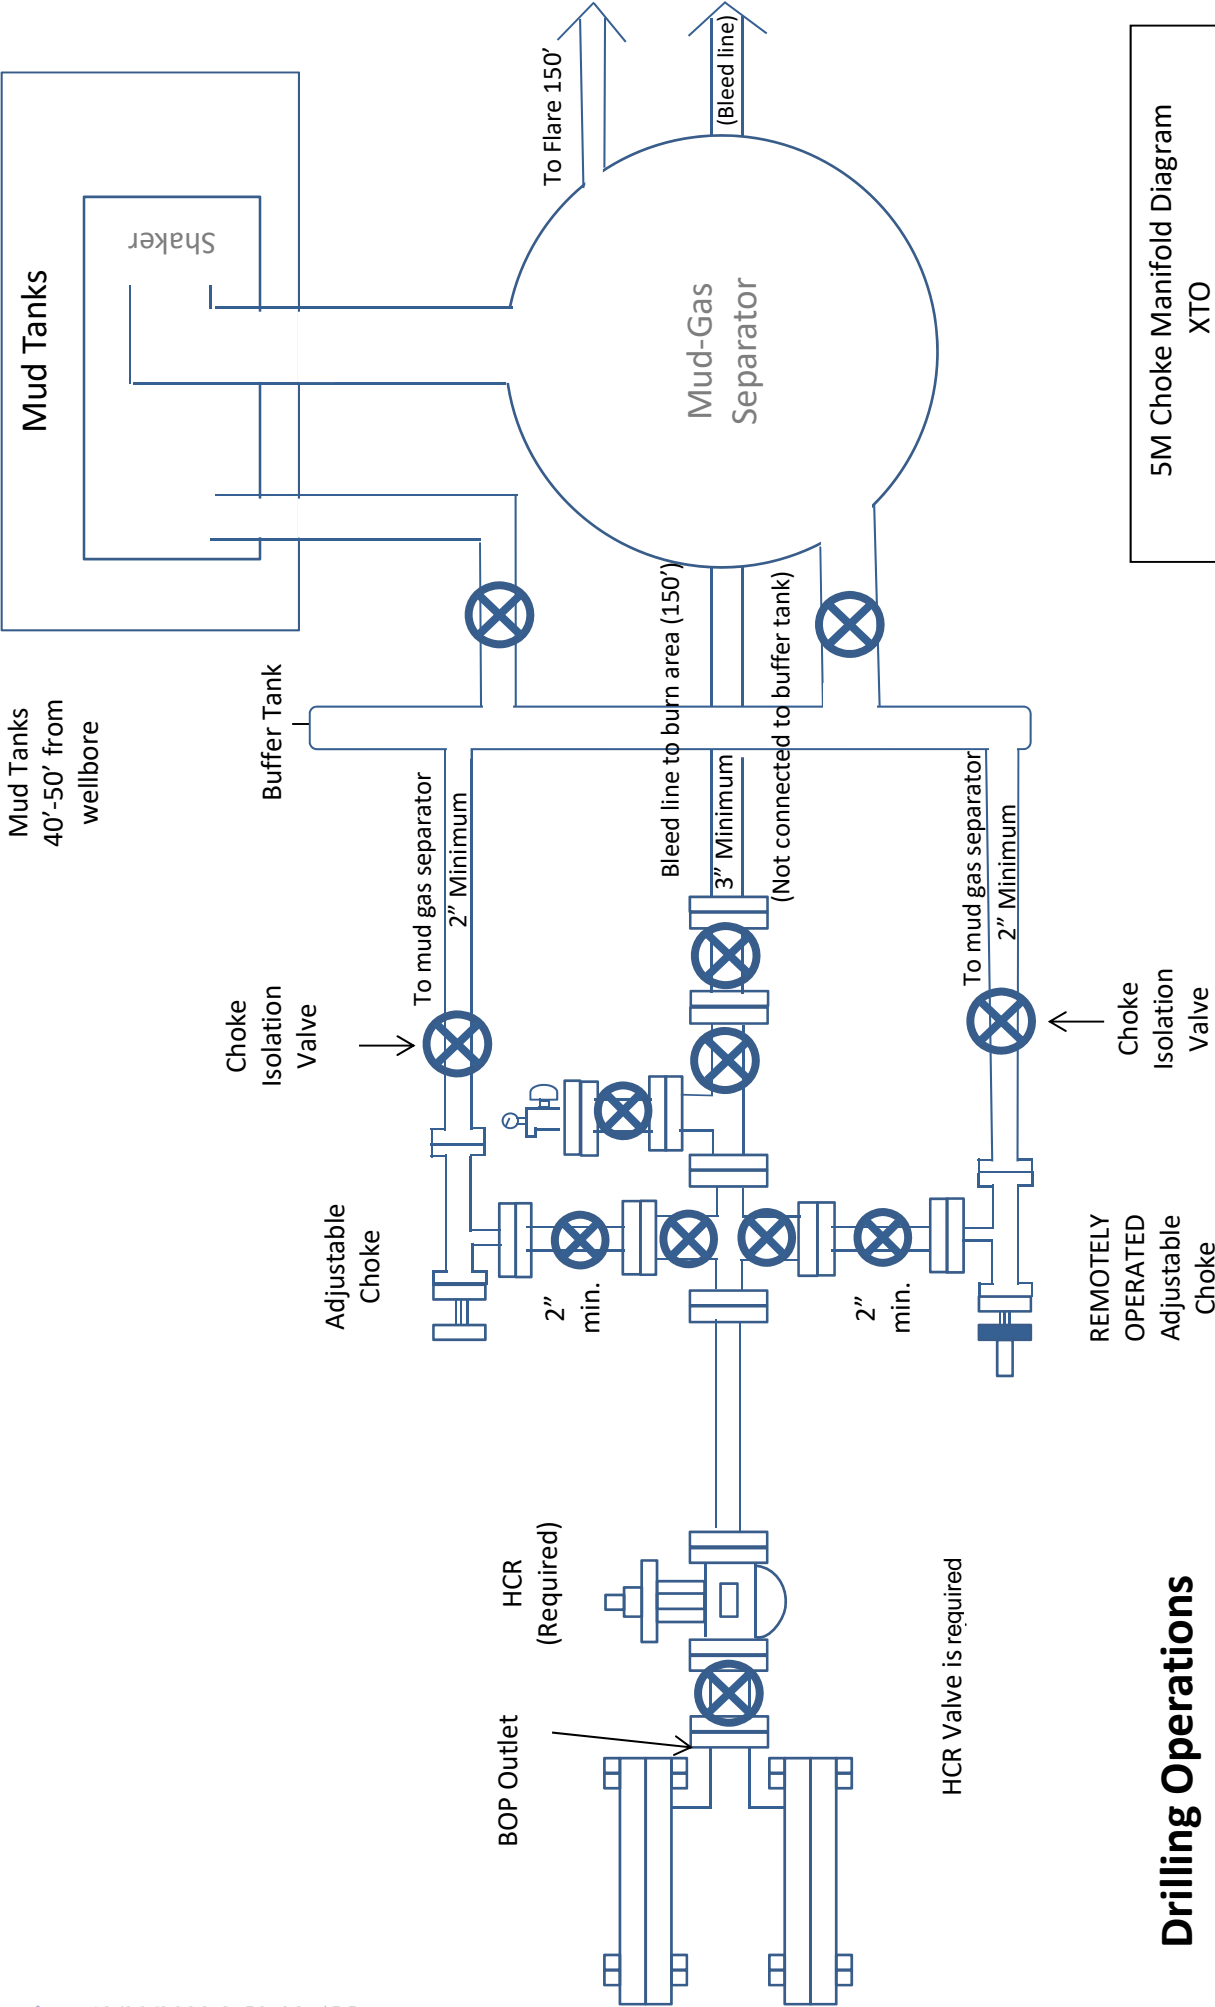 Mud Tanks
40’-50’ from
wellbore
Mud Tanks
Shaker
Buffer Tank
Choke
Isolation
Valve
Adjustable
Choke
To mud gas separator
2” Minimum
To Flare 150’
(Bleed line)
Mud-Gas
Separator
Bleed line to burn area (150’)
3” Minimum
(Not connected to buffer tank)
HCR
(Required)
BOP Outlet
2”
min.
2”
min.
To mud gas separator
2” Minimum
HCR Valve is required
REMOTELY
OPERATED
Adjustable
Choke
Choke
Isolation
Valve
Drilling Operations
5M Choke Manifold Diagram
XTO